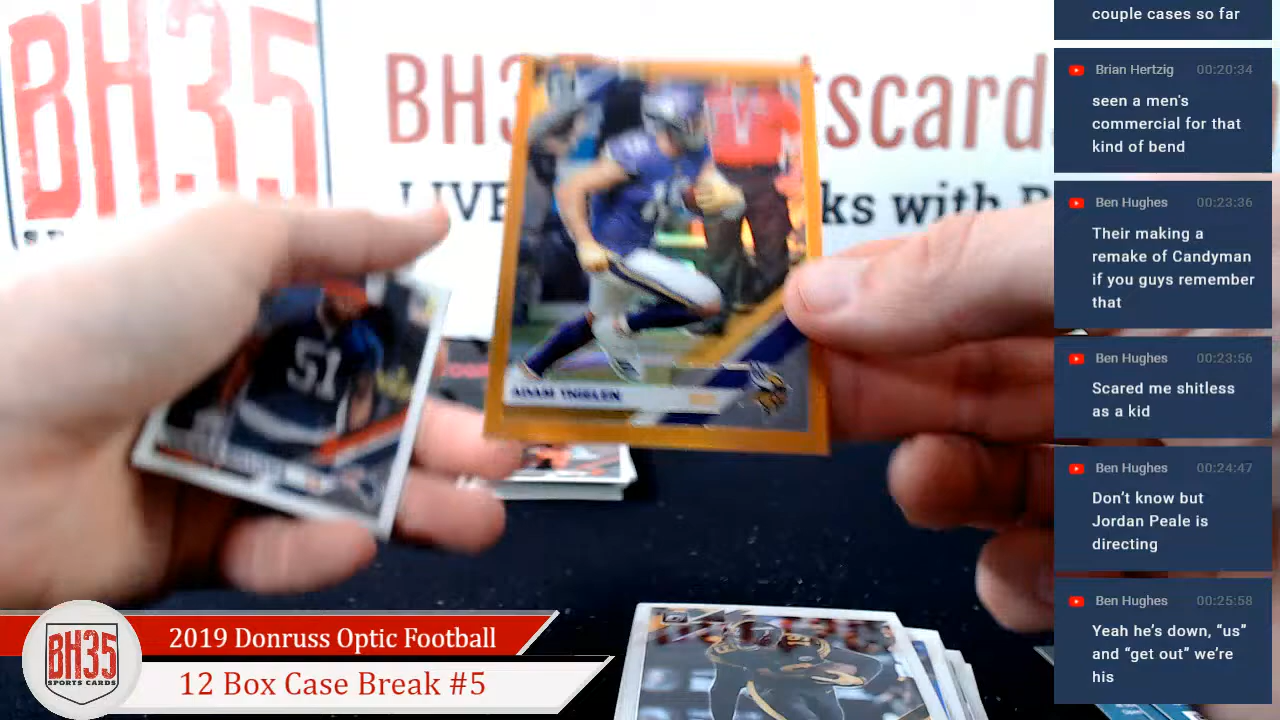 BH35
BH35
scard
LIVE
ks with
51
ADAM THIELEN
BH35
SPORTS CARDS
2019 Donruss Optic Football
12 Box Case Break #5
couple cases so far
Brian Hertzig 00:20:34
seen a men's
commercial for that
kind of bend
Ben Hughes 00:23:36
Their making a
remake of Candyman
if you guys remember
that
Ben Hughes 00:23:56
Scared me shitless
as a kid
Ben Hughes 00:24:47
Don't know but
Jordan Peale is
directing
Ben Hughes 00:25:58
Yeah he's down, “us”
and “get out” we're
his